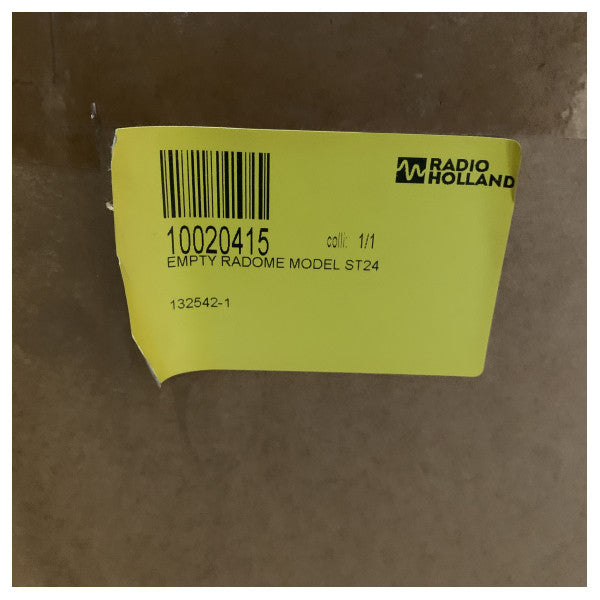 RADIO
HOLLAND
10020415 colli: 1/1
EMPTY RADOME MODEL ST24
132542-1